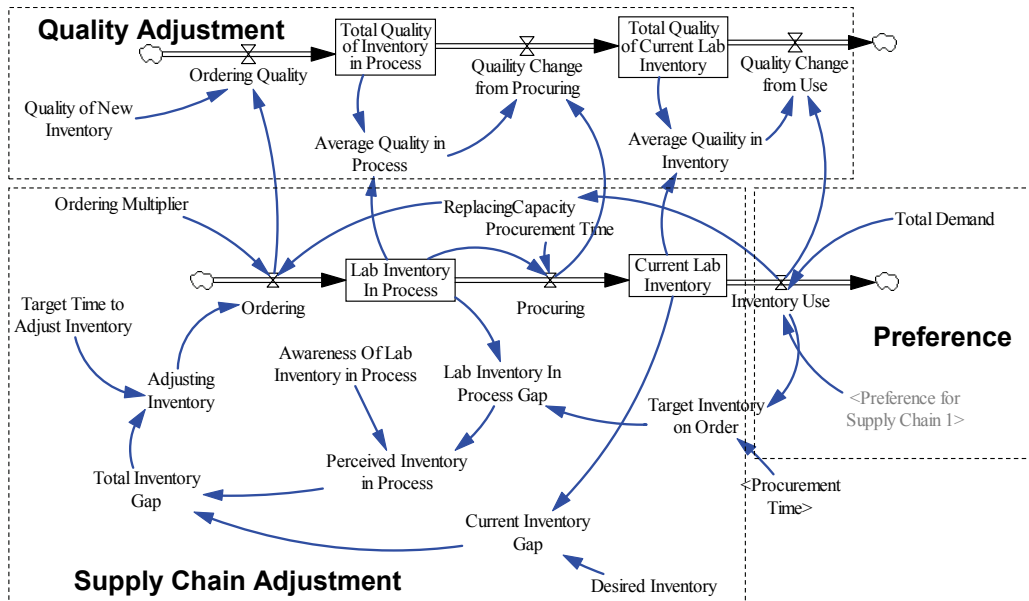 Quality Adjustment
Total Quality
of Inventory
in Process
Total Quality
of Current Lab
Inventory
Ordering Quality
Quaility Change
from Procuring
Quality Change
from Use
Quality of New
Inventory
Average Quality in
Process
Average Quaility in
Inventory
Ordering Multiplier
ReplacingCapacity
Procurement Time
Total Demand
Lab Inventory
In Process
Current Lab
Inventory
Ordering
Procuring
Inventory Use
Target Time to
Adjust Inventory
Preference
Awareness Of Lab
Inventory in Process
Lab Inventory In
Process Gap
Adjusting
Inventory
Target Inventory
on Order
<Preference for
Supply Chain 1>
Total Inventory
Gap
Perceived Inventory
in Process
<Procurement
Time>
Current Inventory
Gap
Desired Inventory
Supply Chain Adjustment